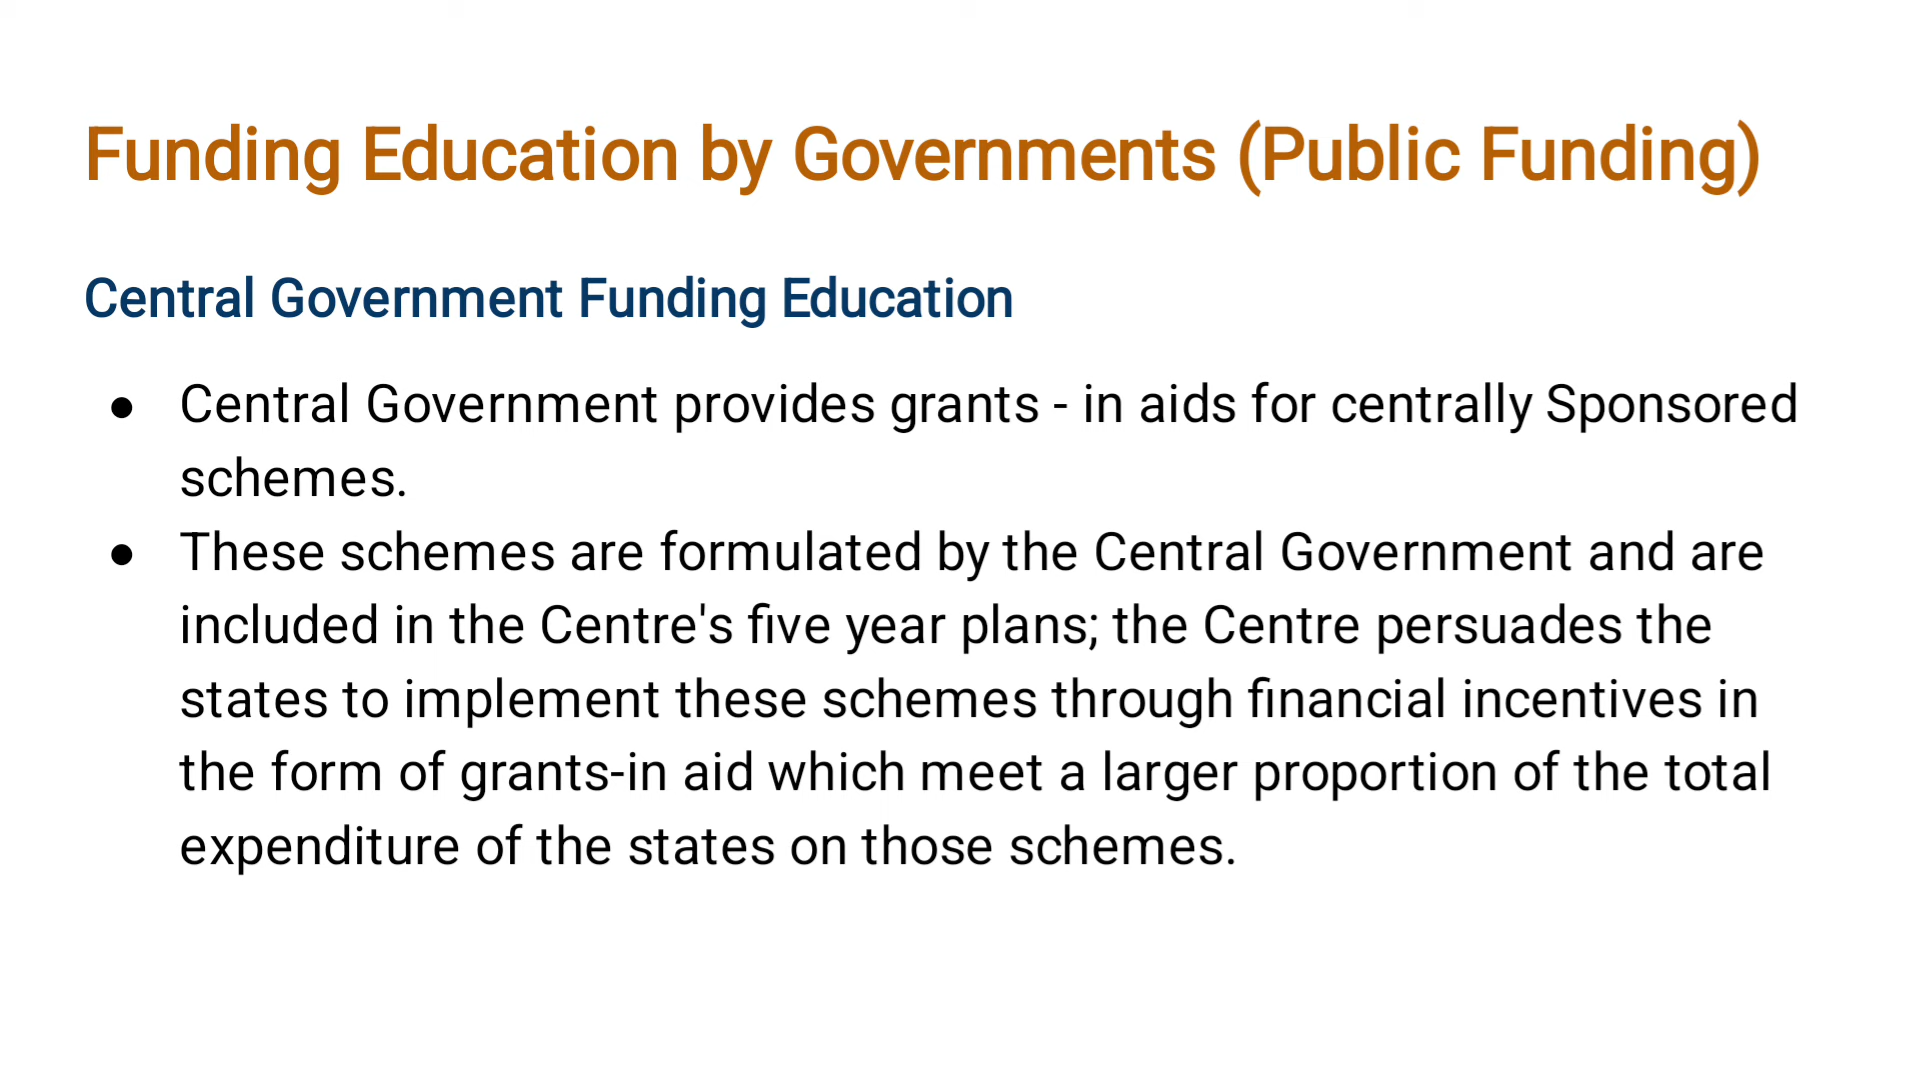 Funding Education by Governments (Public Funding)
Central Government Funding Education
● Central Government provides grants - in aids for centrally Sponsored
schemes.
● These schemes are formulated by the Central Government and are
included in the Centre's five year plans; the Centre persuades the
states to implement these schemes through financial incentives in
the form of grants-in aid which meet a larger proportion of the total
expenditure of the states on those schemes.